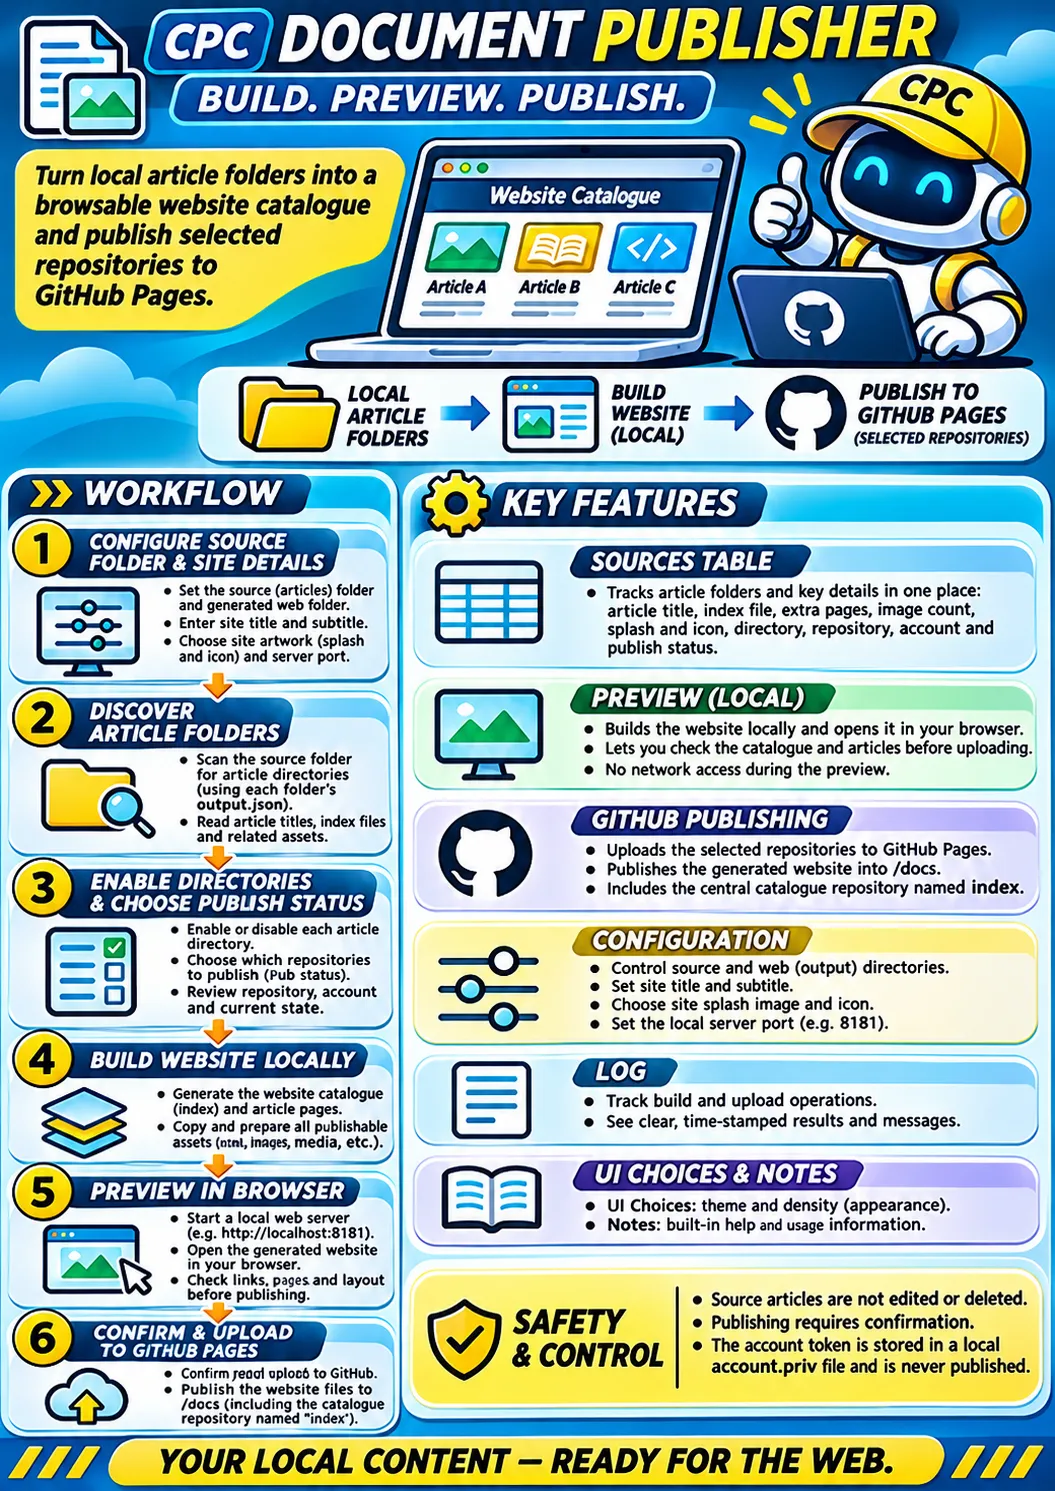 CPC DOCUMENT PUBLISHER
BUILD. PREVIEW. PUBLISH.
CPC
Turn local article folders into a
browsable website catalogue
and publish selected
repositories to
GitHub Pages.
Website Catalogue
Article A
Article B
Article C
</>
LOCAL
ARTICLE
FOLDERS
BUILD
WEBSITE
(LOCAL)
PUBLISH TO
GITHUB PAGES
(SELECTED REPOSITORIES)
WORKFLOW
1
CONFIGURE SOURCE
FOLDER & SITE DETAILS
• Set the source (articles) folder
and generated web folder.
• Enter site title and subtitle.
• Choose site artwork (splash
and icon) and server port.
2
DISCOVER
ARTICLE FOLDERS
• Scan the source folder
for article directories
(using each folder's
output.json).
• Read article titles, index files
and related assets.
3
ENABLE DIRECTORIES
& CHOOSE PUBLISH STATUS
• Enable or disable each article
directory.
• Choose which repositories
to publish (Pub status).
• Review repository, account
and current state.
4
BUILD WEBSITE LOCALLY
• Generate the website catalogue
(index) and article pages.
• Copy and prepare all publishable
assets (html, images, media, etc.).
5
PREVIEW IN BROWSER
• Start a local web server
(e.g. http://localhost:8181).
• Open the generated website
in your browser.
• Check links, pages and layout
before publishing.
6
CONFIRM & UPLOAD
TO GITHUB PAGES
• Confirm to GitHub.
• Publish the website files to
/docs (including the catalogue
repository named "index").
KEY FEATURES
SOURCES TABLE
• Tracks article folders and key details in one place:
article title, index file, extra pages, image count,
splash and icon, directory, repository, account and
publish status.
PREVIEW (LOCAL)
• Builds the website locally and opens it in your browser.
• Lets you check the catalogue and articles before uploading.
• No network access during the preview.
GITHUB PUBLISHING
• Uploads the selected repositories to GitHub Pages.
• Publishes the generated website into /docs.
• Includes the central catalogue repository named index.
CONFIGURATION
• Control source and web (output) directories.
• Set site title and subtitle.
• Choose site splash image and icon.
• Set the local server port (e.g. 8181).
LOG
• Track build and upload operations.
• See clear, time-stamped results and messages.
UI CHOICES & NOTES
• UI Choices: theme and density (appearance).
• Notes: built-in help and usage information.
SAFETY
& CONTROL
• Source articles are not edited or deleted.
• Publishing requires confirmation.
• The account token is stored in a local
account.priv file and is never published.
YOUR LOCAL CONTENT — READY FOR THE WEB.